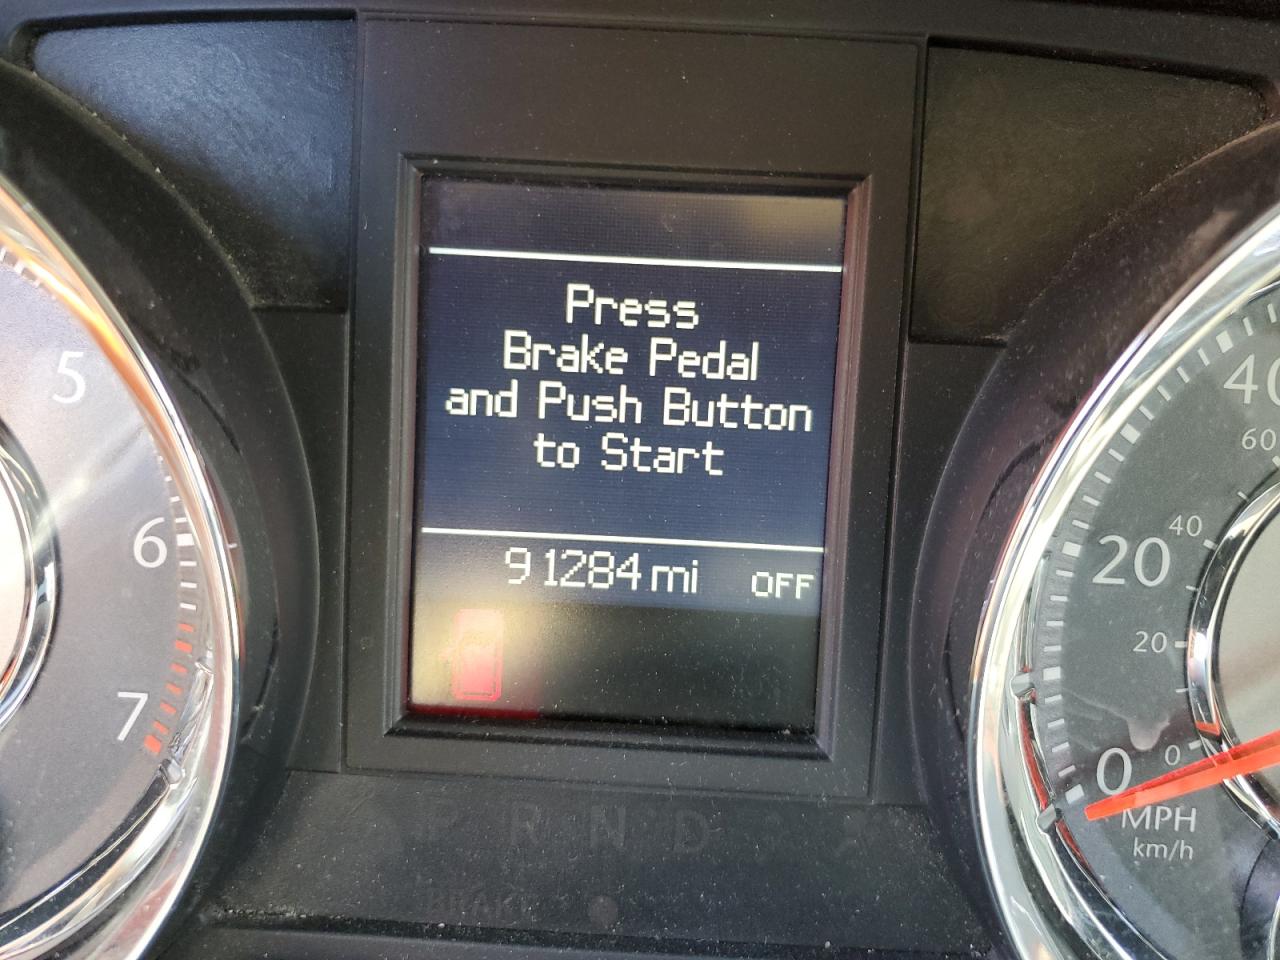 Press
Brake Pedal
and Push Button
to Start
91284 mi OFF
5
6
7
40
60
20
40
20
0
0
MPH
km/h
R N D
BRAKE